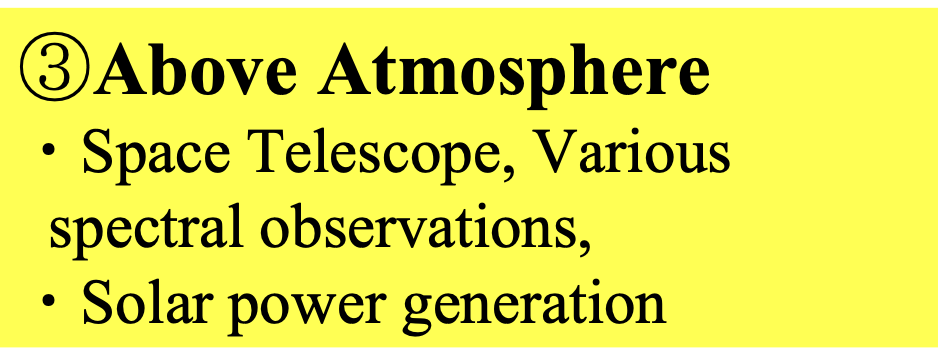 ③Above Atmosphere
・Space Telescope, Various
spectral observations,
・Solar power generation